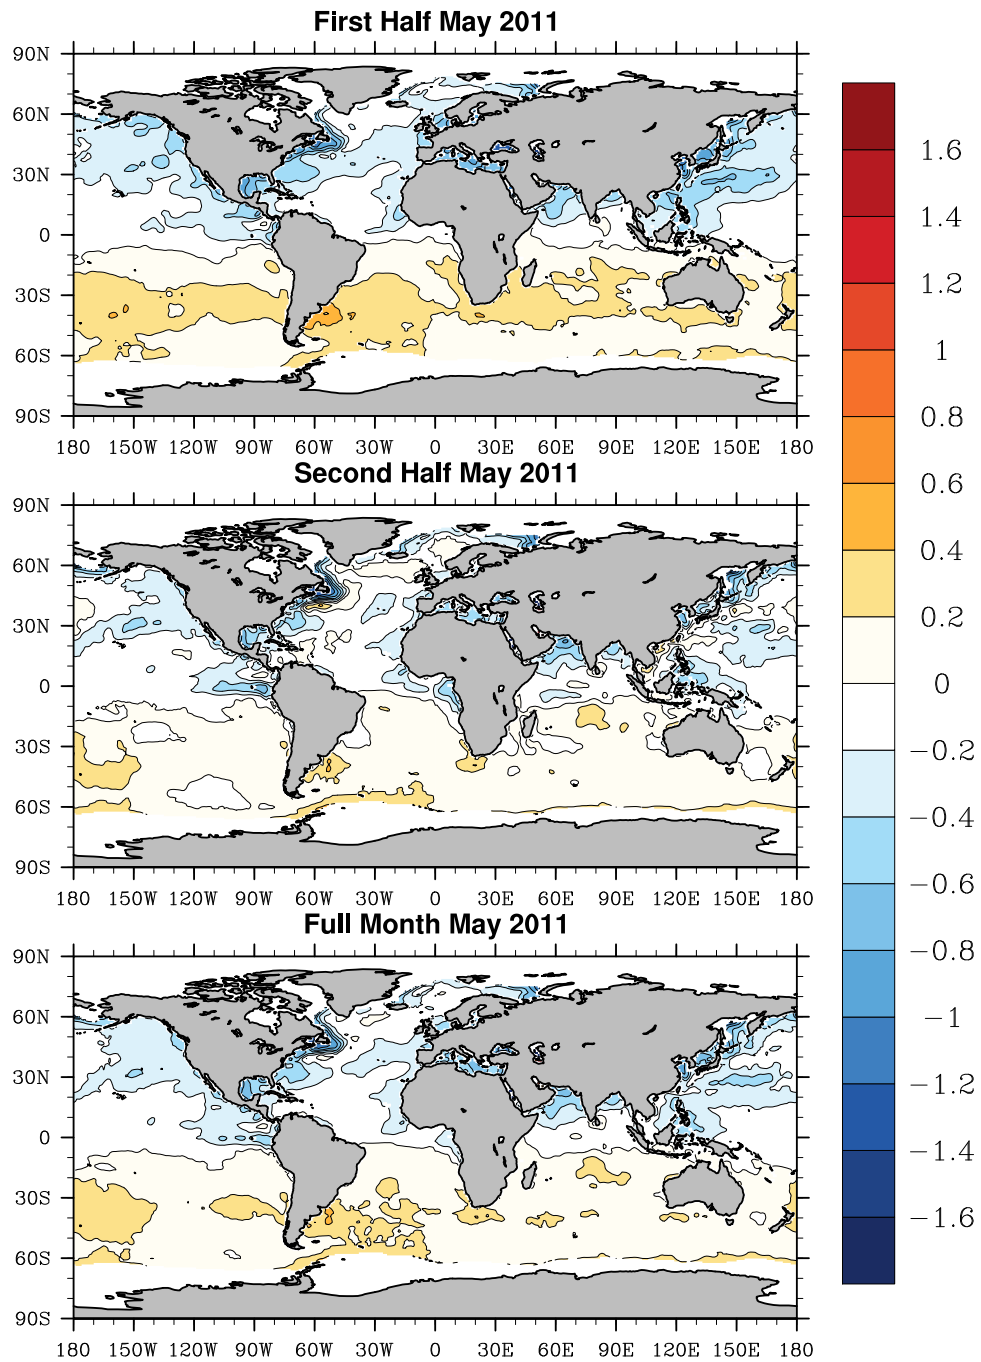 First Half May 2011
90N
60N
30N
0
30S
60S
90S
180 150W 120W 90W 60W 30W 0 30E 60E 90E 120E 150E 180
Second Half May 2011
90N
60N
30N
0
30S
60S
90S
180 150W 120W 90W 60W 30W 0 30E 60E 90E 120E 150E 180
Full Month May 2011
90N
60N
30N
0
30S
60S
90S
180 150W 120W 90W 60W 30W 0 30E 60E 90E 120E 150E 180
1.6
1.4
1.2
1
0.8
0.6
0.4
0.2
0
−0.2
−0.4
−0.6
−0.8
−1
−1.2
−1.4
−1.6